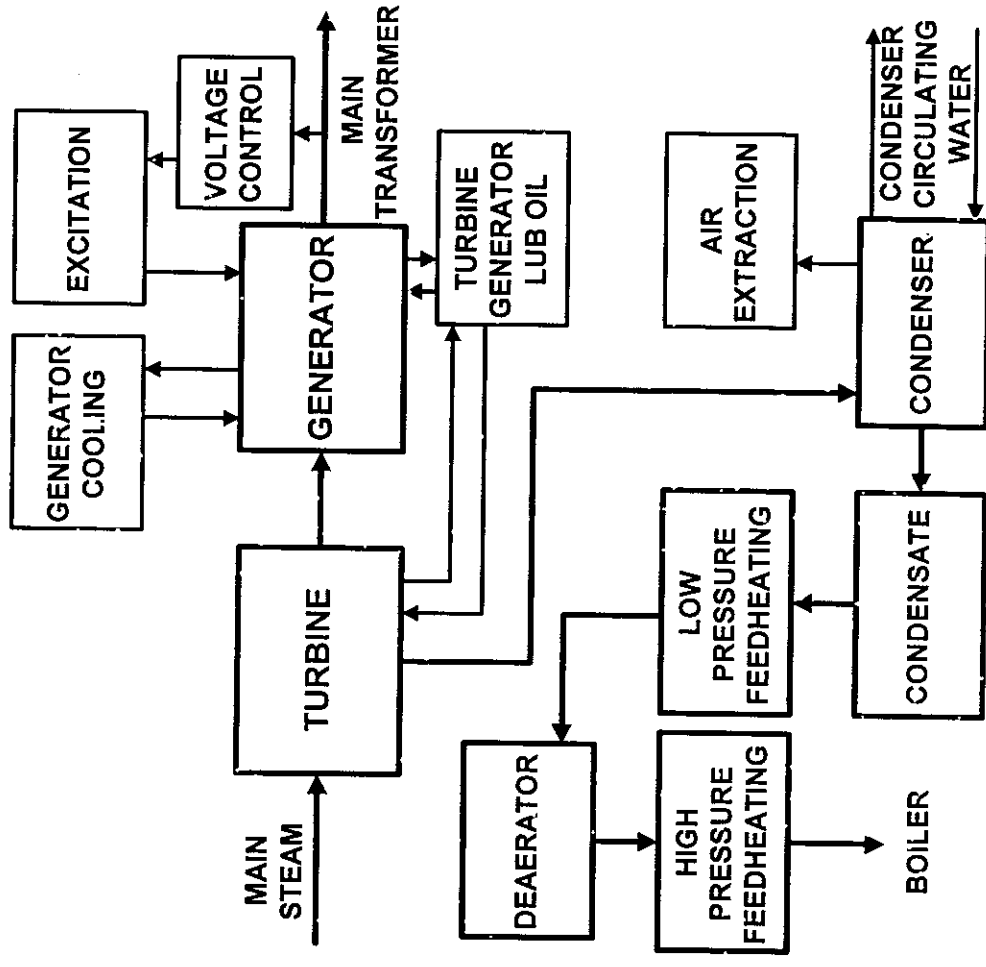 GENERATOR
COOLING
EXCITATION
VOLTAGE
CONTROL
MAIN
STEAM
TURBINE
GENERATOR
MAIN
TRANSFORMER
TURBINE
GENERATOR
LUB OIL
DEAERATOR
HIGH
PRESSURE
FEEDHEATING
LOW
PRESSURE
FEEDHEATING
AIR
EXTRACTION
BOILER
CONDENSATE
CONDENSER
CONDENSER
CIRCULATING
WATER